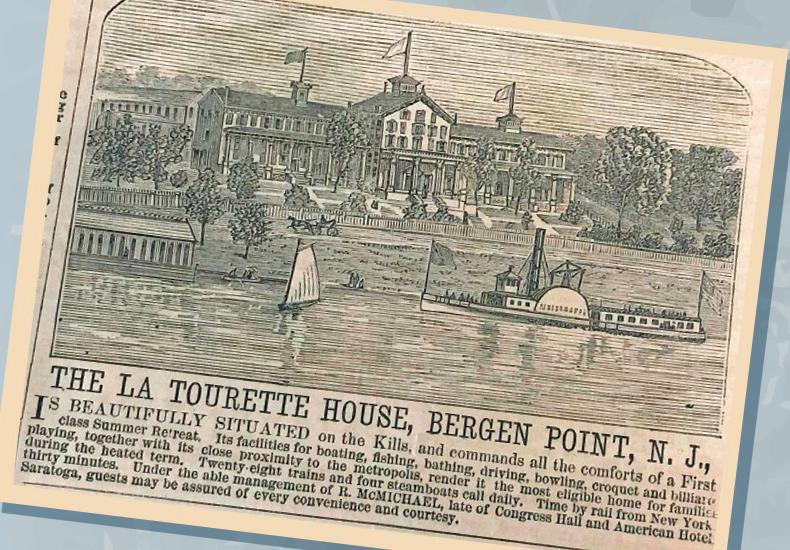 THE LA TOURETTE HOUSE, BERGEN POINT, N. J.,
IS BEAUTIFULLY SITUATED on the Kills, and commands all the comforts of a First
class Summer Retreat. Its facilities for boating, fishing, bathing, driving, bowling, croquet and billiard
playing, together with its close proximity to the metropolis, render it the most eligible home for families
during the heated term. Twenty-eight trains and four steamboats call daily. Time by rail from New York
thirty minutes. Under the able management of R. McMICHAEL, late of Congress Hall and American Hotel
Saratoga, guests may be assured of every convenience and courtesy.